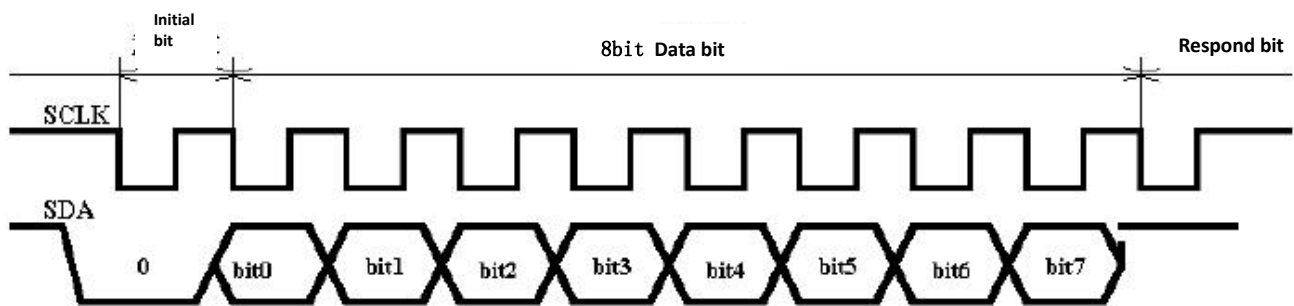 Initial
bit
8bit Data bit
Respond bit
SCLK
SDA
0
bit0
bit1
bit2
bit3
bit4
bit5
bit6
bit7